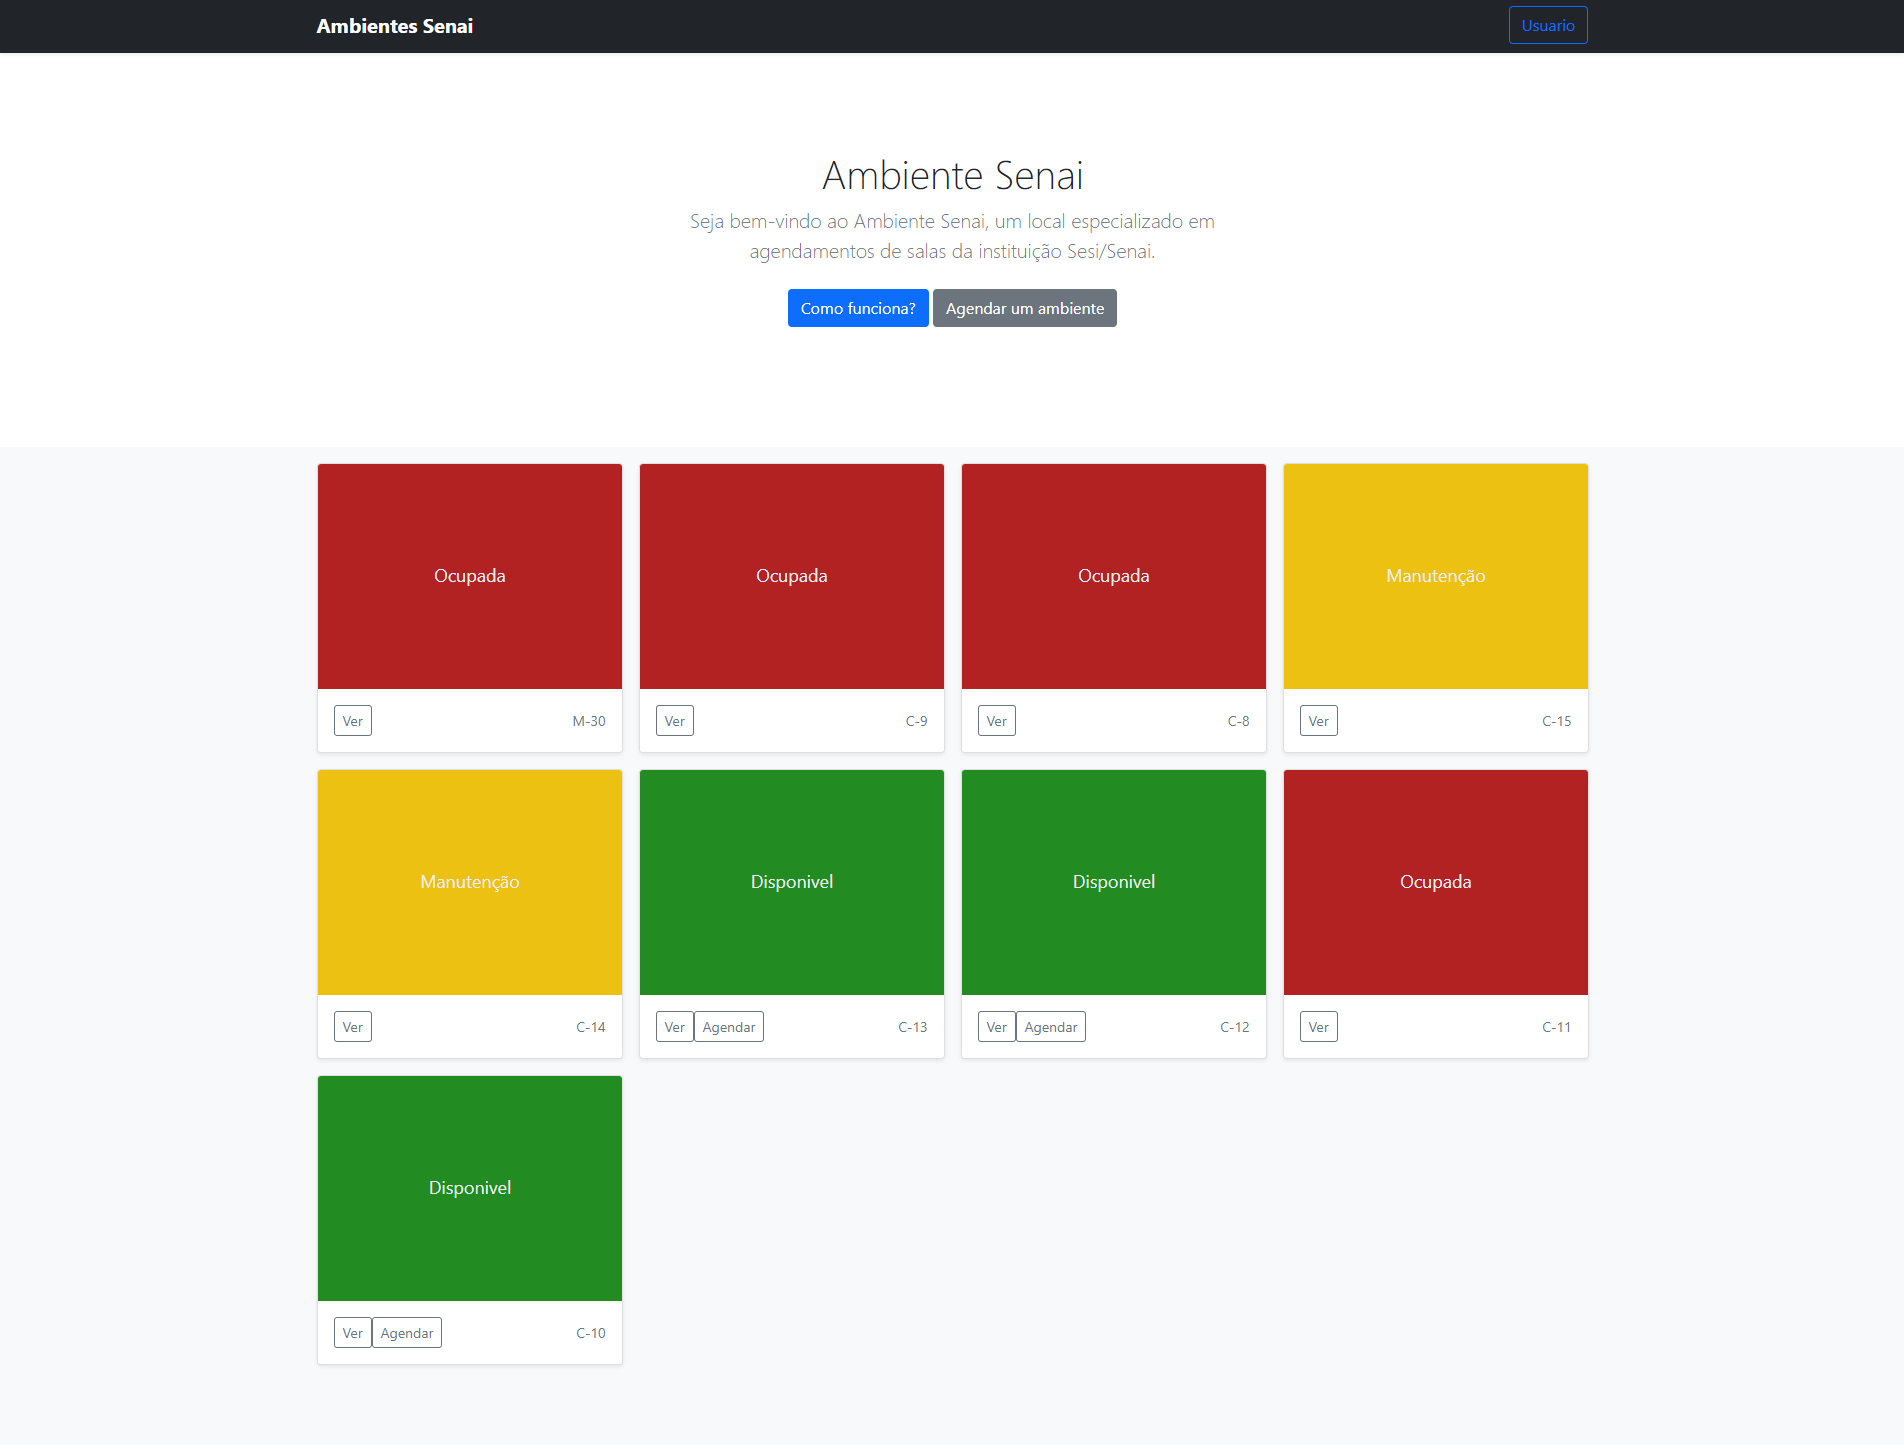 Ambientes Senai
Usuario
Ambiente Senai
Seja bem-vindo ao Ambiente Senai, um local especializado em
agendamentos de salas da instituição Sesi/Senai.
Como funciona? Agendar um ambiente
Ocupada
Ver
M-30
Ocupada
Ver
C-9
Ocupada
Ver
C-8
Manutenção
Ver
C-15
Manutenção
Ver
C-14
Disponivel
Ver Agendar
C-13
Disponivel
Ver Agendar
C-12
Ocupada
Ver
C-11
Disponivel
Ver Agendar
C-10